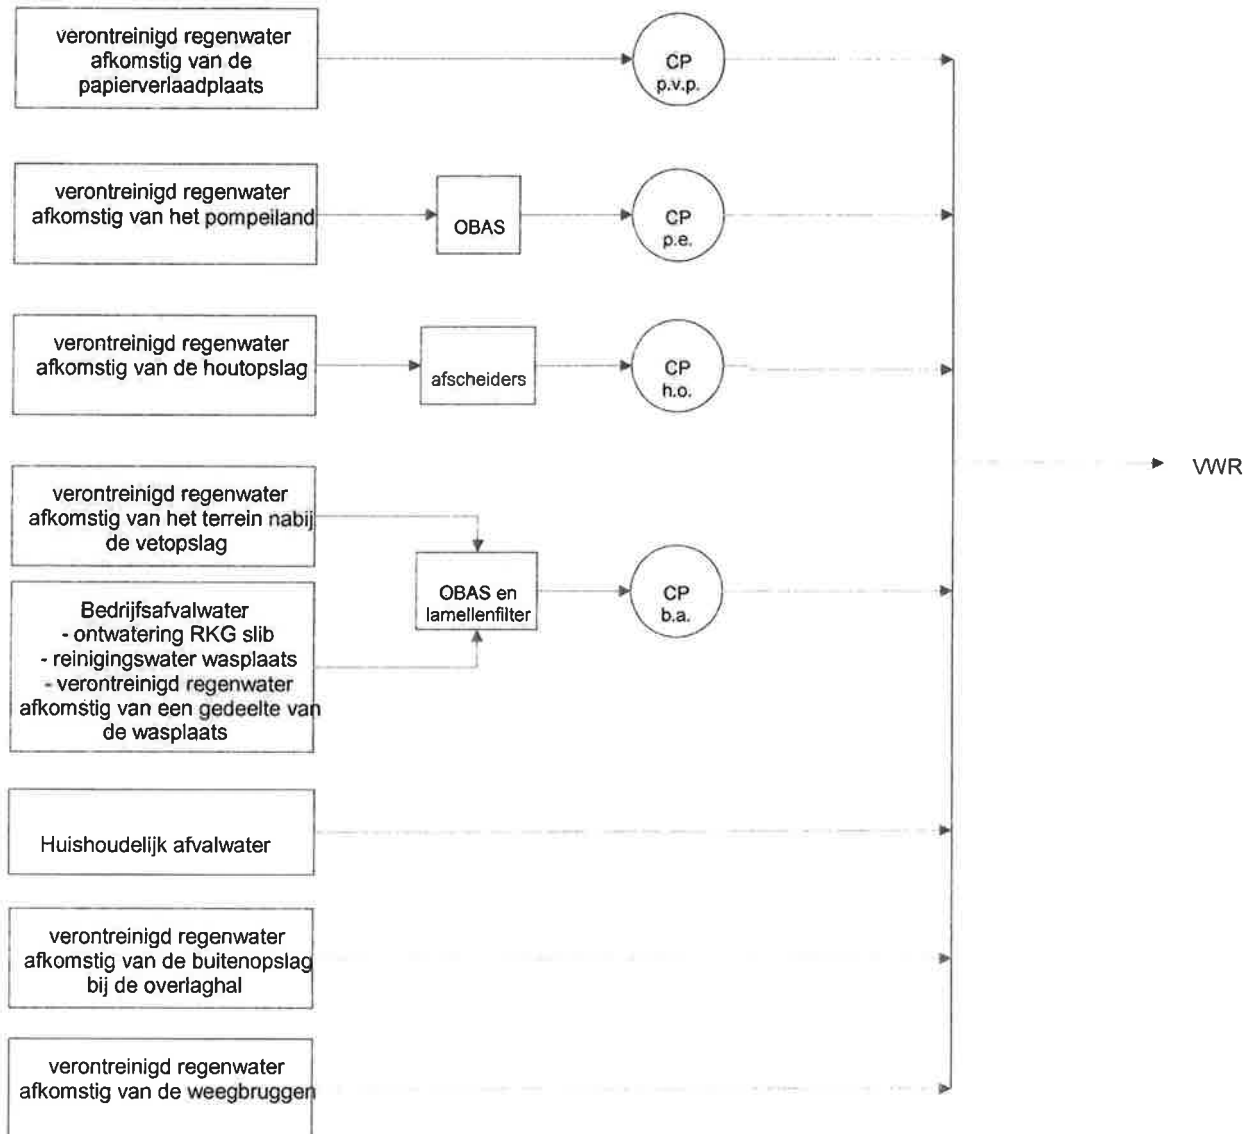 verontreinigd regenwater
afkomstig van de
papierverlaadplaats
CP
p.v.p.
verontreinigd regenwater
afkomstig van het pompeiland
OBAS
CP
p.e.
verontreinigd regenwater
afkomstig van de houtopslag
afscheiders
CP
h.o.
VWR
verontreinigd regenwater
afkomstig van het terrein nabij
de vetopslag
OBAS en
lamellenfilter
CP
b.a.
Bedrijfsafvalwater
- ontwatering RKG slib
- reinigingswater wasplaats
- verontreinigd regenwater
afkomstig van een gedeelte van
de wasplaats
Huishoudelijk afvalwater
verontreinigd regenwater
afkomstig van de buitenopslag
bij de overlaghal
verontreinigd regenwater
afkomstig van de weegbruggen